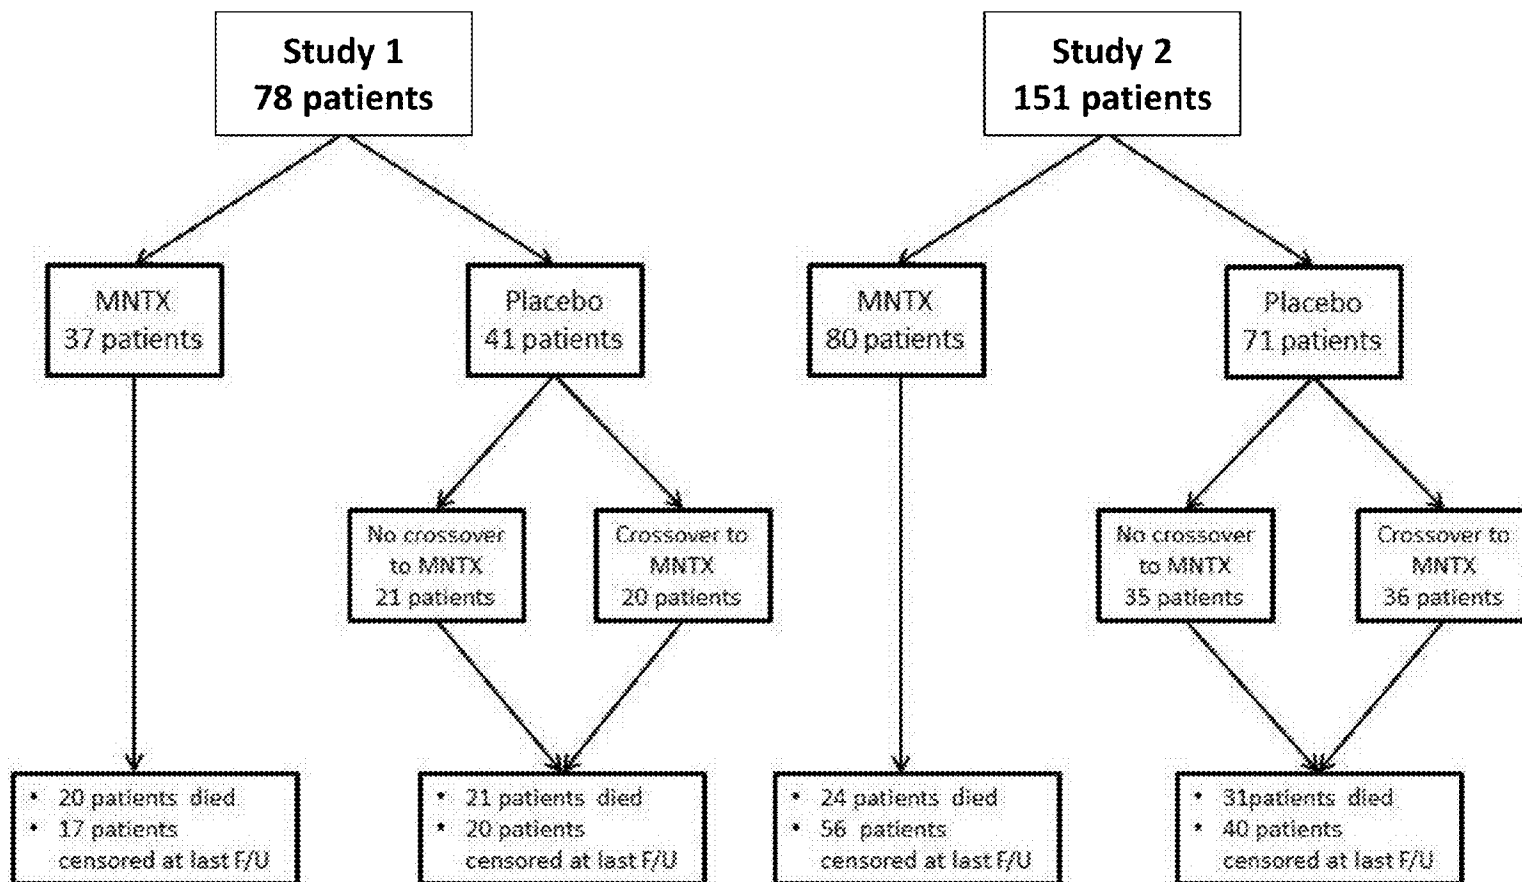 Study 1
78 patients
Study 2
151 patients
MNTX
37 patients
Placebo
41 patients
MNTX
80 patients
Placebo
71 patients
No crossover
to MNTX
21 patients
Crossover to
MNTX
20 patients
No crossover
to MNTX
35 patients
Crossover to
MNTX
36 patients
• 20 patients died
• 17 patients
censored at last F/U
• 21 patients died
• 20 patients
censored at last F/U
• 24 patients died
• 56 patients
censored at last F/U
• 31patients died
• 40 patients
censored at last F/U